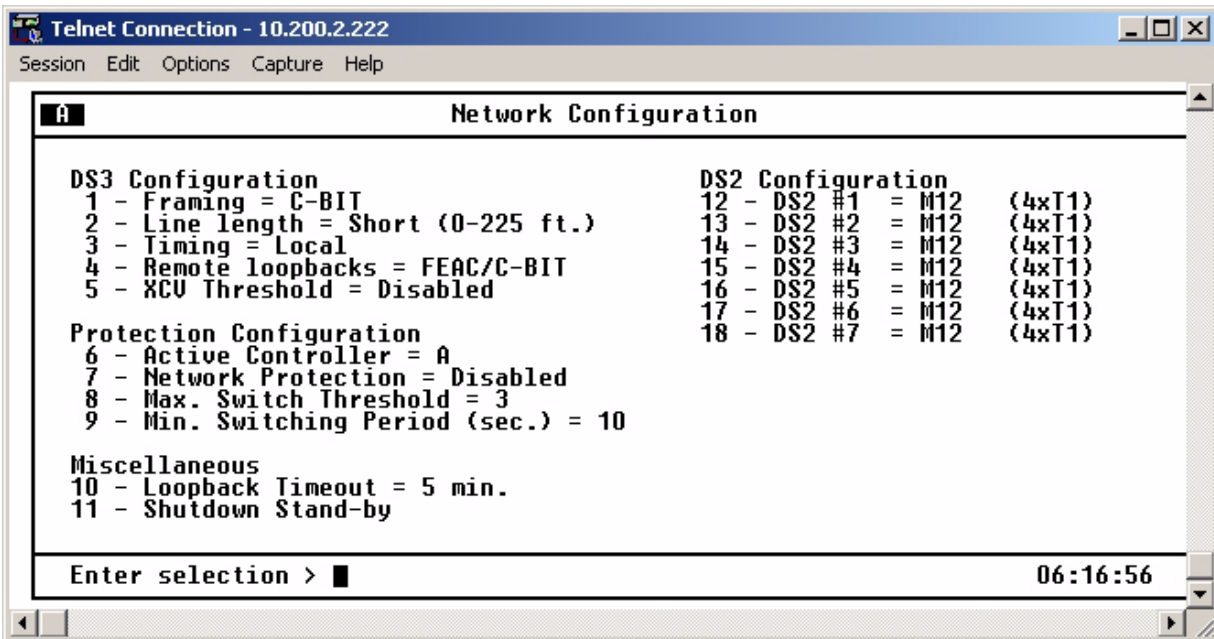 Telnet Connection - 10.200.2.222
Session Edit Options Capture Help
A Network Configuration
DS3 Configuration
1 - Framing = C-BIT
2 - Line length = Short (0-225 ft.)
3 - Timing = Local
4 - Remote loopbacks = FEAC/C-BIT
5 - XCV Threshold = Disabled
Protection Configuration
6 - Active Controller = A
7 - Network Protection = Disabled
8 - Max. Switch Threshold = 3
9 - Min. Switching Period (sec.) = 10
Miscellaneous
10 - Loopback Timeout = 5 min.
11 - Shutdown Stand-by
DS2 Configuration
12 - DS2 #1 = M12 (4xT1)
13 - DS2 #2 = M12 (4xT1)
14 - DS2 #3 = M12 (4xT1)
15 - DS2 #4 = M12 (4xT1)
16 - DS2 #5 = M12 (4xT1)
17 - DS2 #6 = M12 (4xT1)
18 - DS2 #7 = M12 (4xT1)
Enter selection > 06:16:56